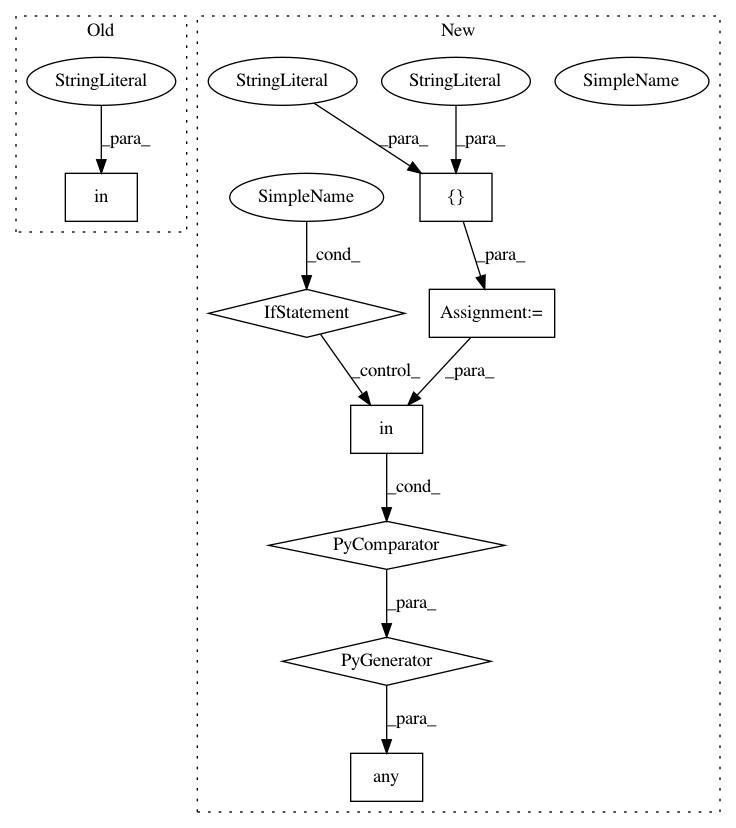 Old
New
StringLiteral
StringLiteral
StringLiteral
SimpleName
_para_
_para_
_para_
in
SimpleName
{}
_cond_
_para_
IfStatement
Assignment:=
_control_
_para_
in
_cond_
PyComparator
_para_
PyGenerator
_para_
any